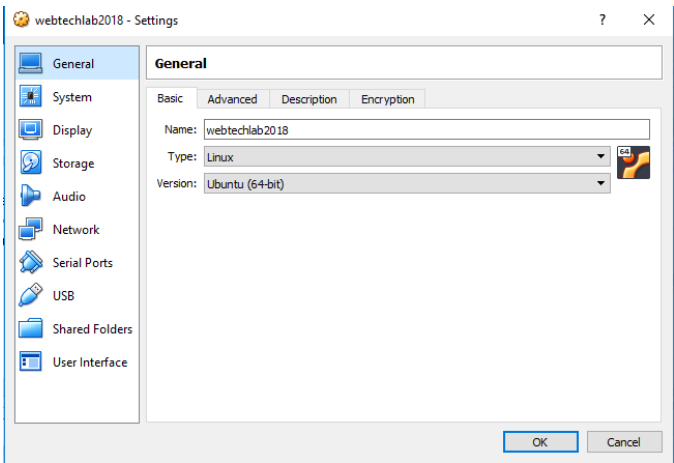 webtechlab2018 - Settings
?
General
System
Display
Storage
Audio
Network
Serial Ports
USB
Shared Folders
User Interface
General
Basic Advanced Description Encryption
Name: webtechlab2018
Type: Linux
64
Version: Ubuntu (64-bit)
OK Cancel